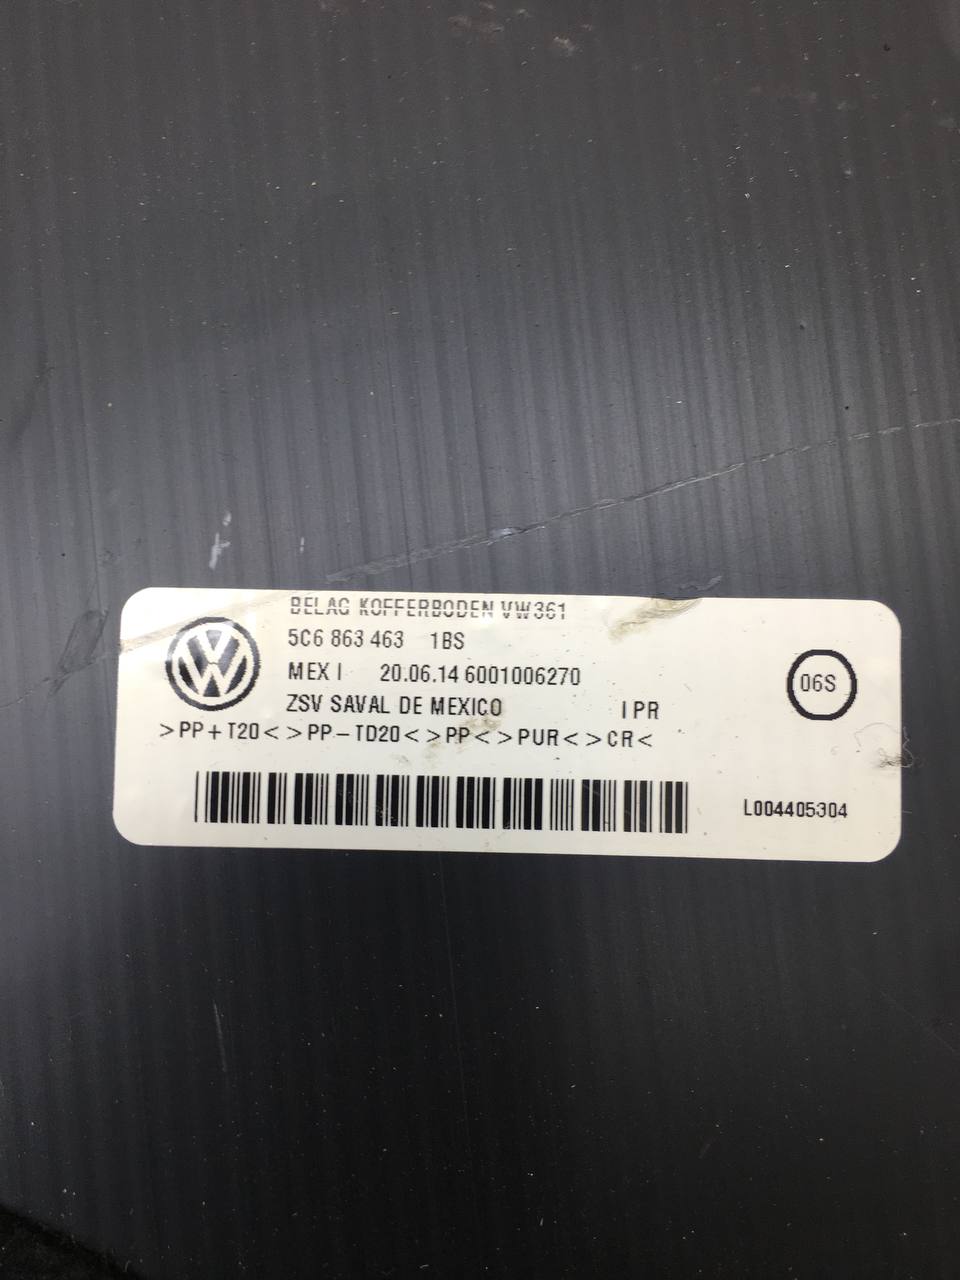 BELAG KOFFERBODEN VW361
5C6 863 463 1BS
MEX I 20.06.14 6001006270
ZSV SAVAL DE MEXICO IPR
>PP+T20<>PP-TD20<>PP<>PUR<>CR<
06S
L004405304